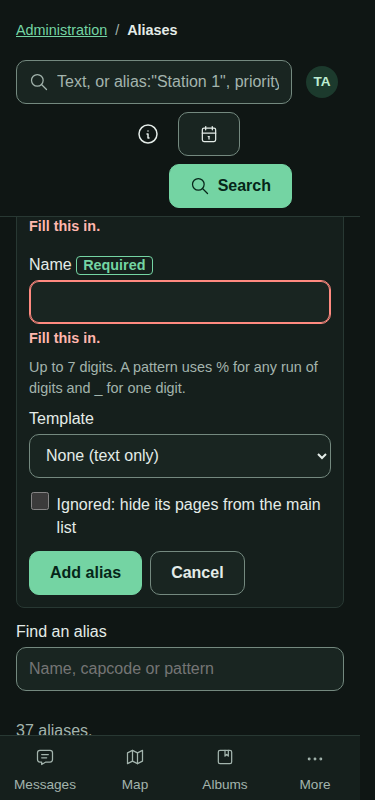 Administration / Aliases
Text, or alias:"Station 1", priority
TA
Search
Fill this in.
Name Required
Fill this in.
Up to 7 digits. A pattern uses % for any run of
digits and _ for one digit.
Template
None (text only)
Ignored: hide its pages from the main
list
Add alias Cancel
Find an alias
Name, capcode or pattern
37 aliases.
Messages Map Albums More